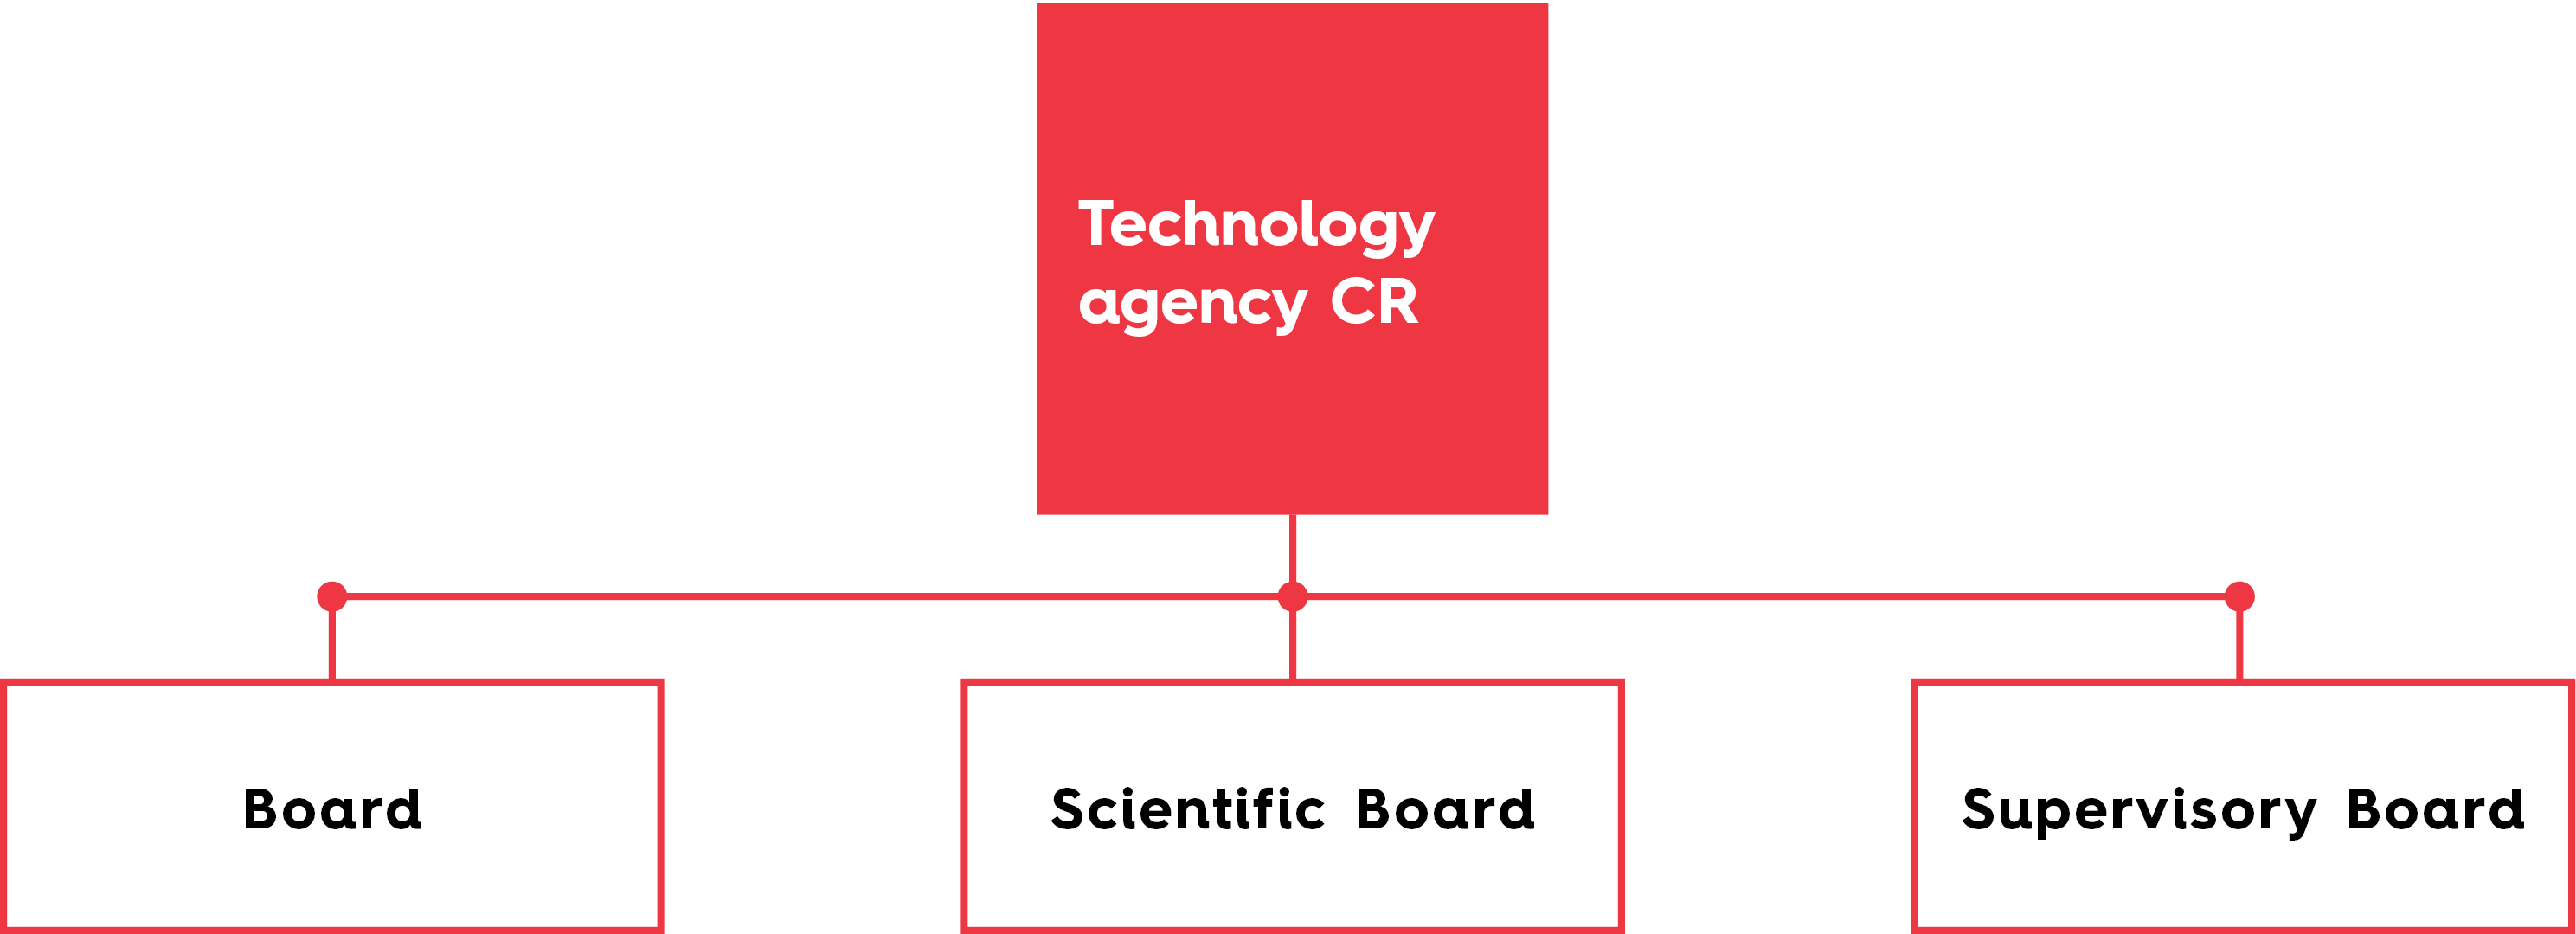 Technology
agency CR
Board
Scientific Board
Supervisory Board